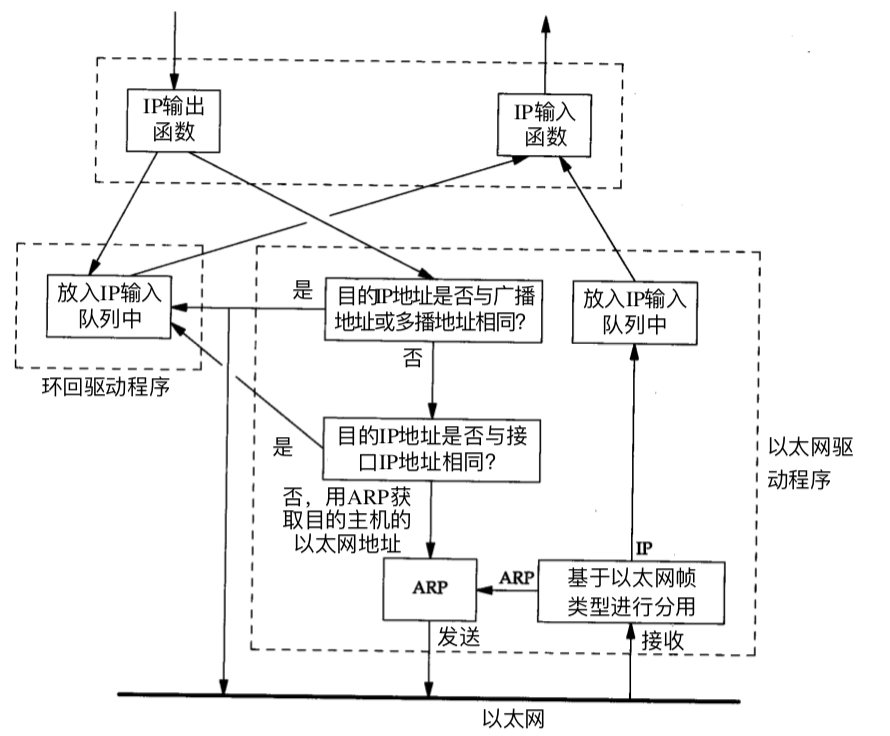 IP输出
函数
IP输入
函数
放入IP输入
队列中
环回驱动程序
是
目的IP地址是否与广播
地址或多播地址相同？
放入IP输入
队列中
否
目的IP地址是否与接
口IP地址相同？
是
以太网驱
动程序
否，用ARP获
取目的主机的
以太网地址
IP
ARP
ARP
基于以太网帧
类型进行分用
发送
接收
以太网